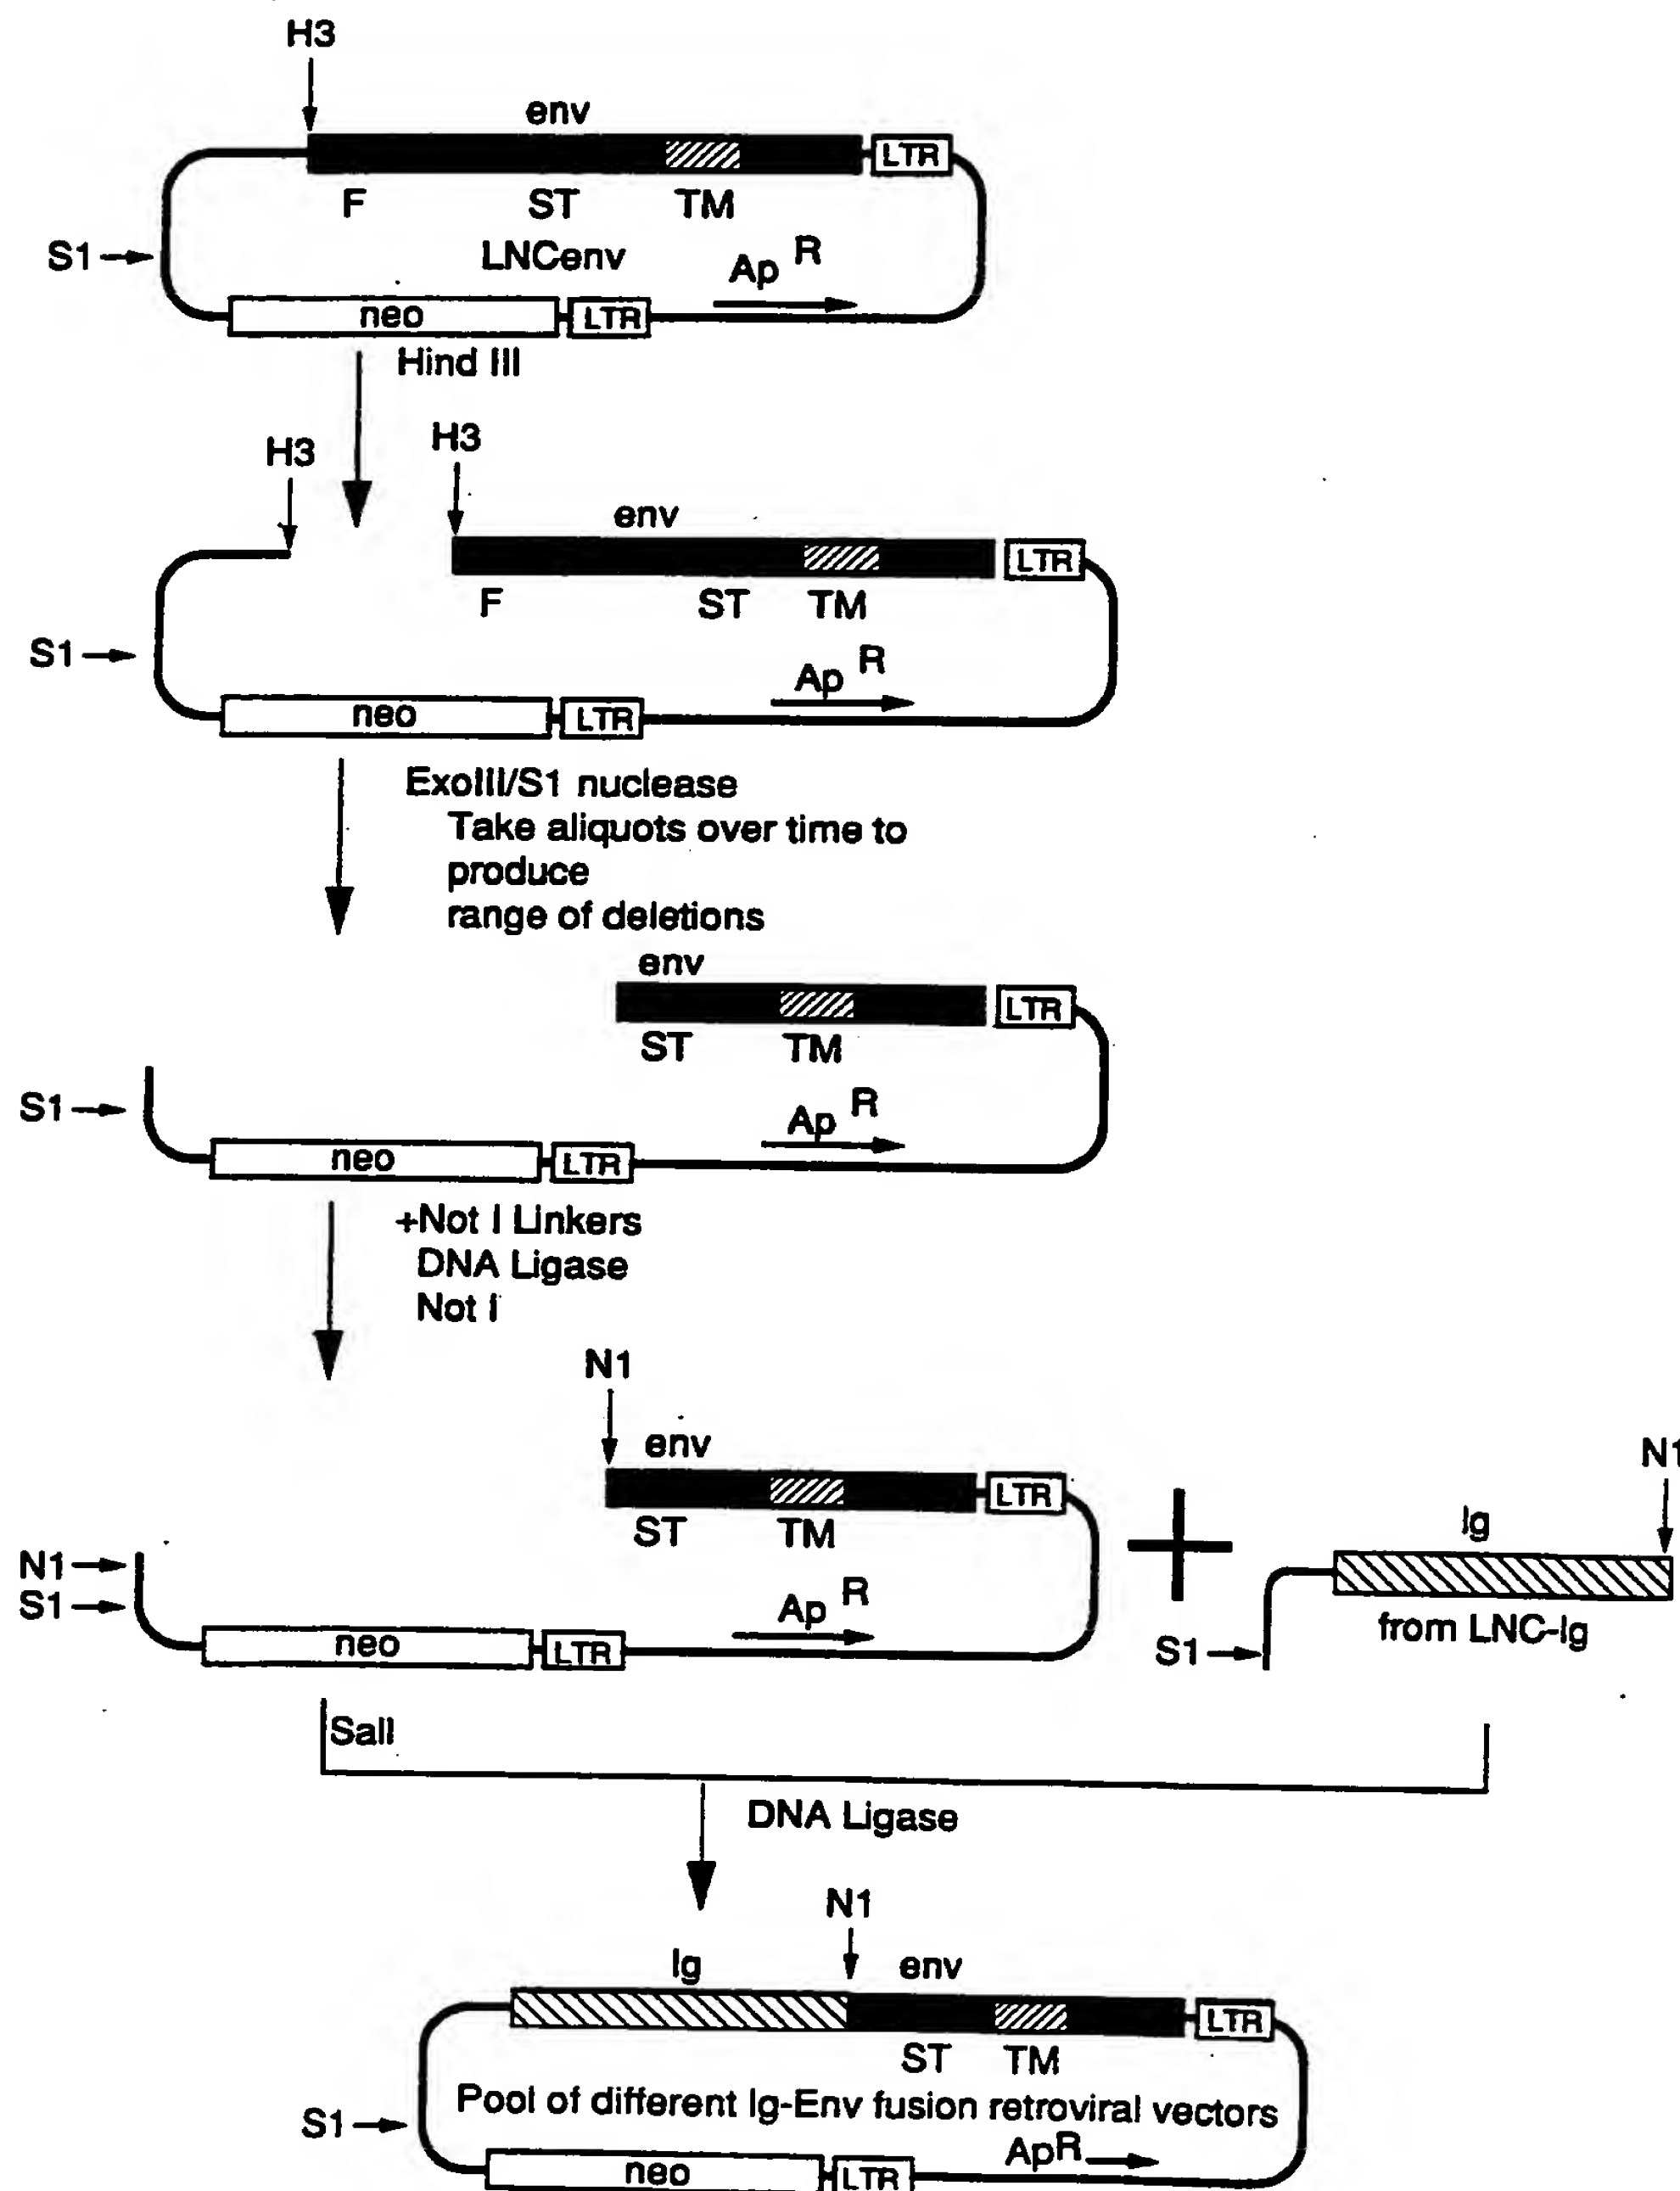 H3
env
LTR
F ST TM
S1
LNCenv
Ap R
neo LTR
Hind III
H3 H3
env
LTR
F ST TM
S1
Ap R
neo LTR
ExoIII/S1 nuclease
Take aliquots over time to
produce
range of deletions
env
LTR
ST TM
S1
Ap R
neo LTR
+Not I Linkers
DNA Ligase
Not I
N1
env
LTR
ST TM
N1
Ig
N1
S1
Ap R
from LNC-Ig
S1
neo LTR
SalI
DNA Ligase
N1
Ig env
LTR
ST TM
Pool of different Ig-Env fusion retroviral vectors
S1
ApR
neo LTR